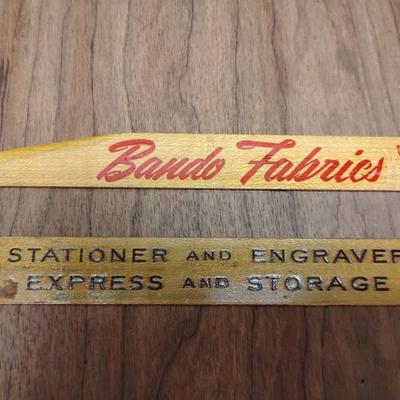 Bando Fabrics
STATIONER AND ENGRAVER
EXPRESS AND STORAGE